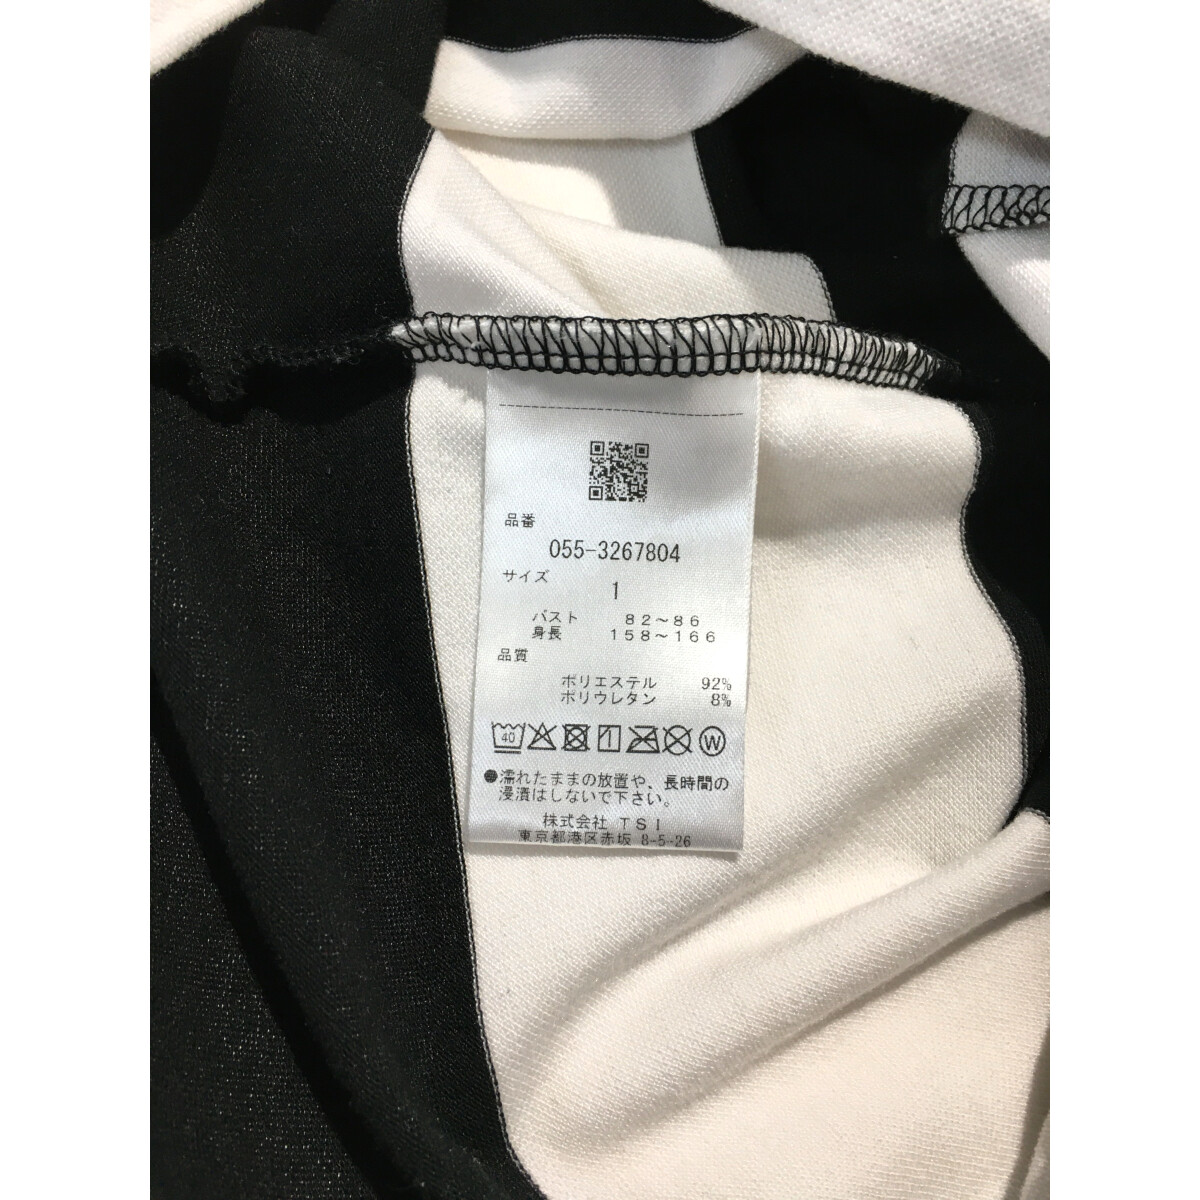 品番
055-3267804
サイズ
1
バスト 82～86
身長 158～166
品質
ポリエステル 92%
ポリウレタン 8%
40 W
●濡れたままの放置や、長時間の
浸漬はしないで下さい。
株式会社 TSI
東京都港区赤坂 8-5-26